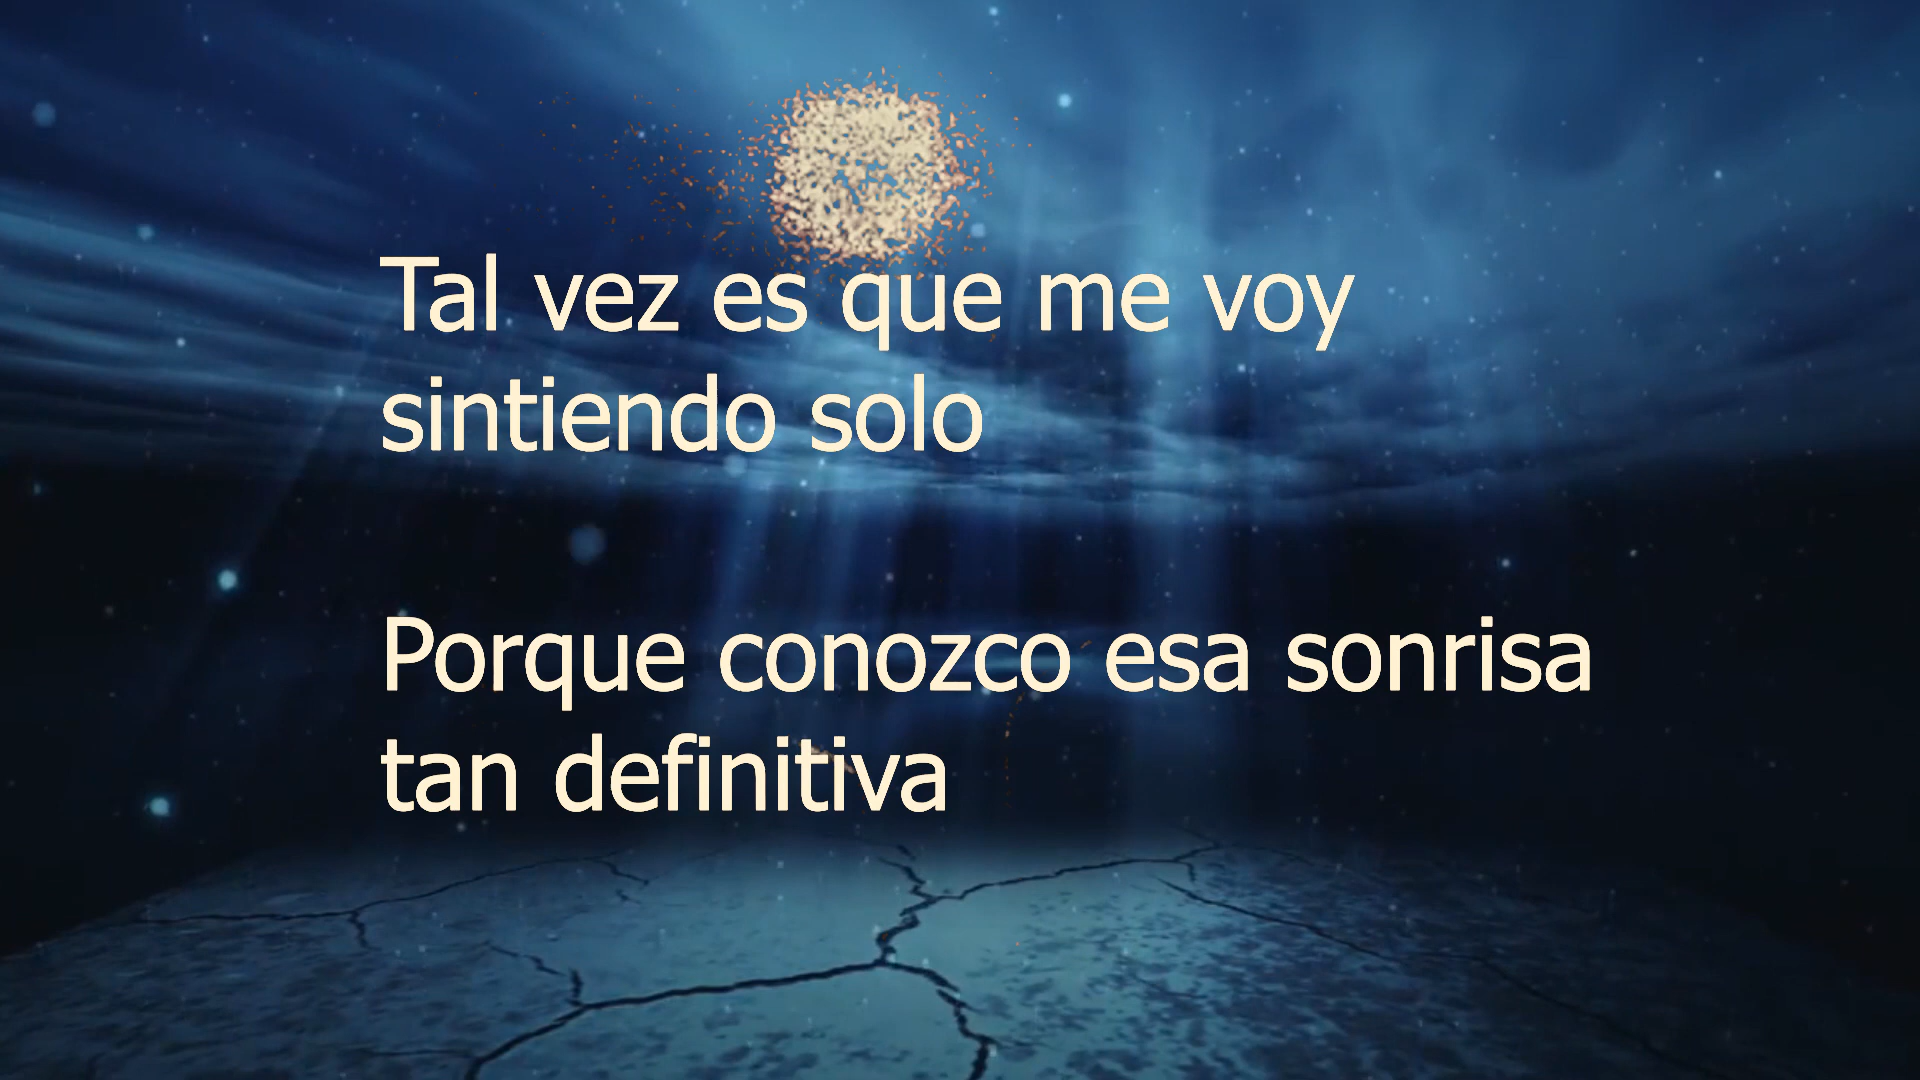 Tal vez es que me voy
sintiendo solo
Porque conozco esa sonrisa
tan definitiva